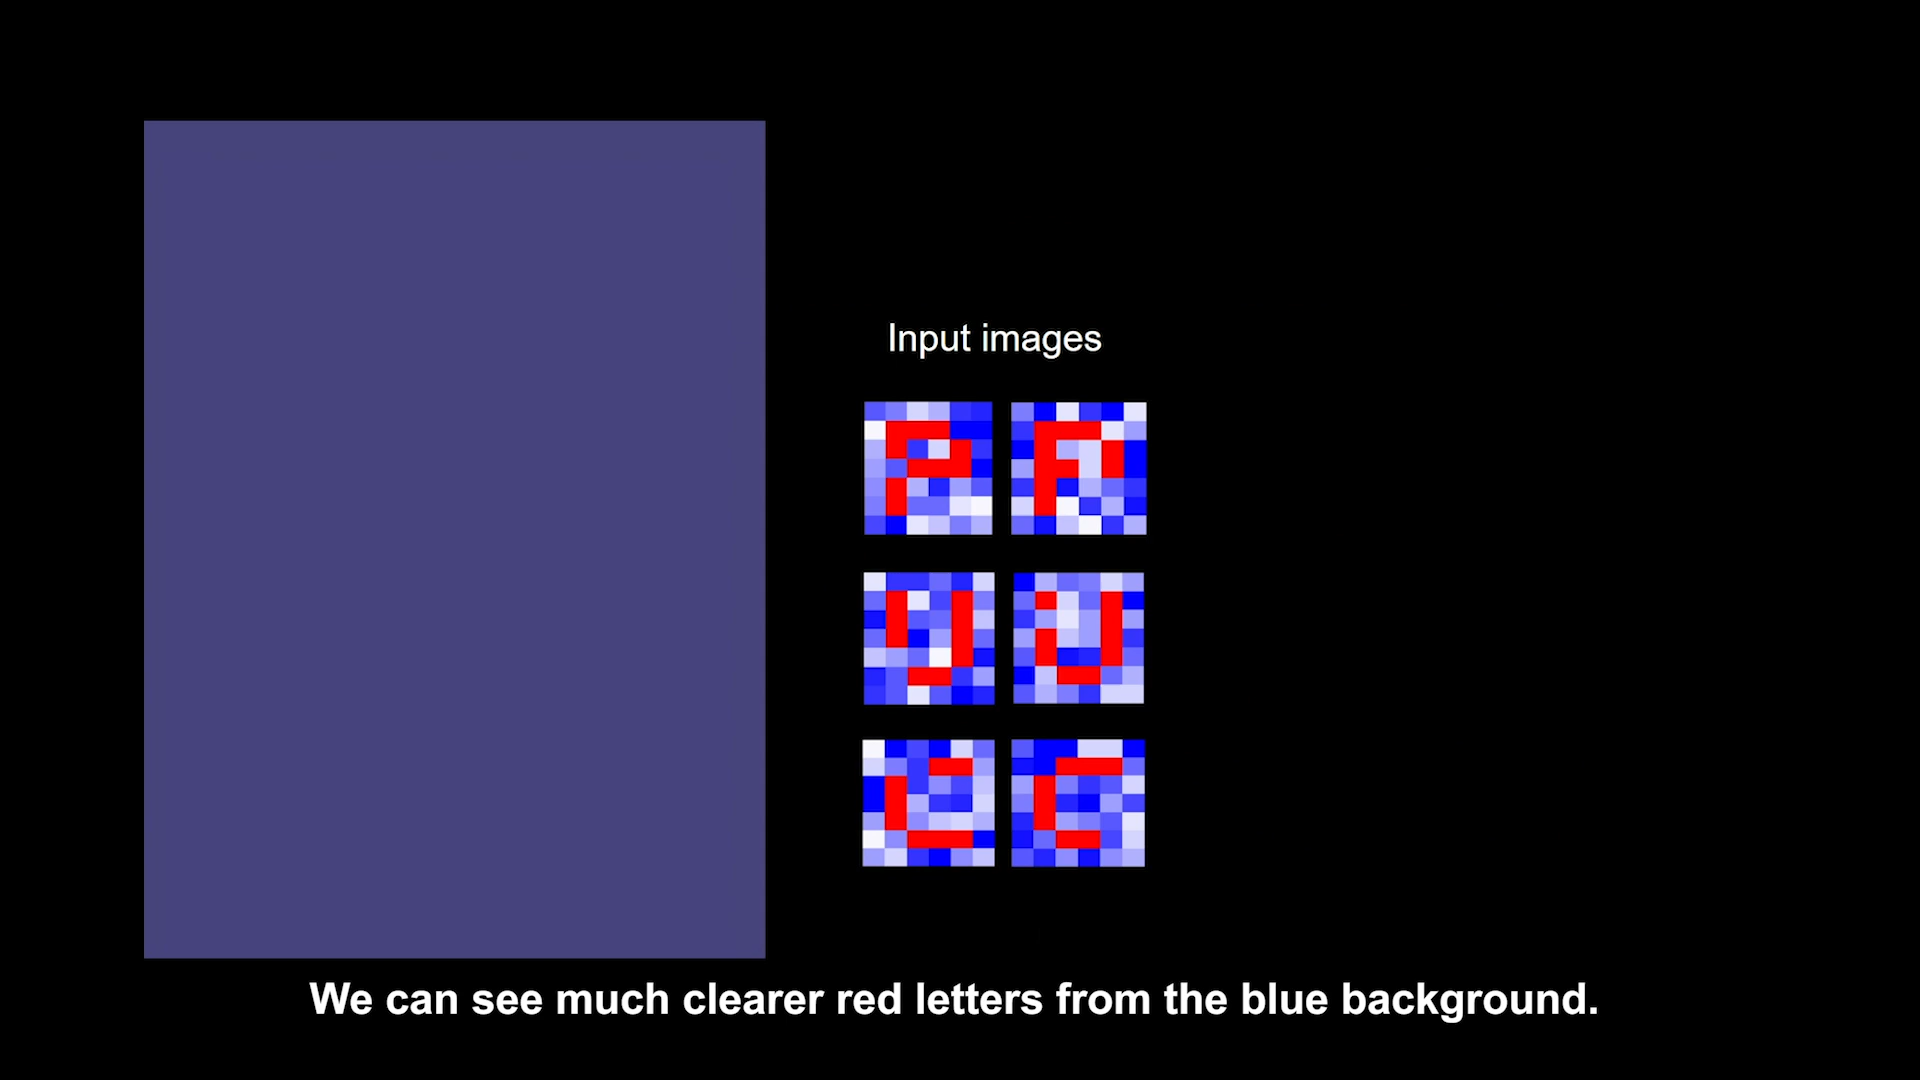 Input images
P P
U U
C C
We can see much clearer red letters from the blue background.